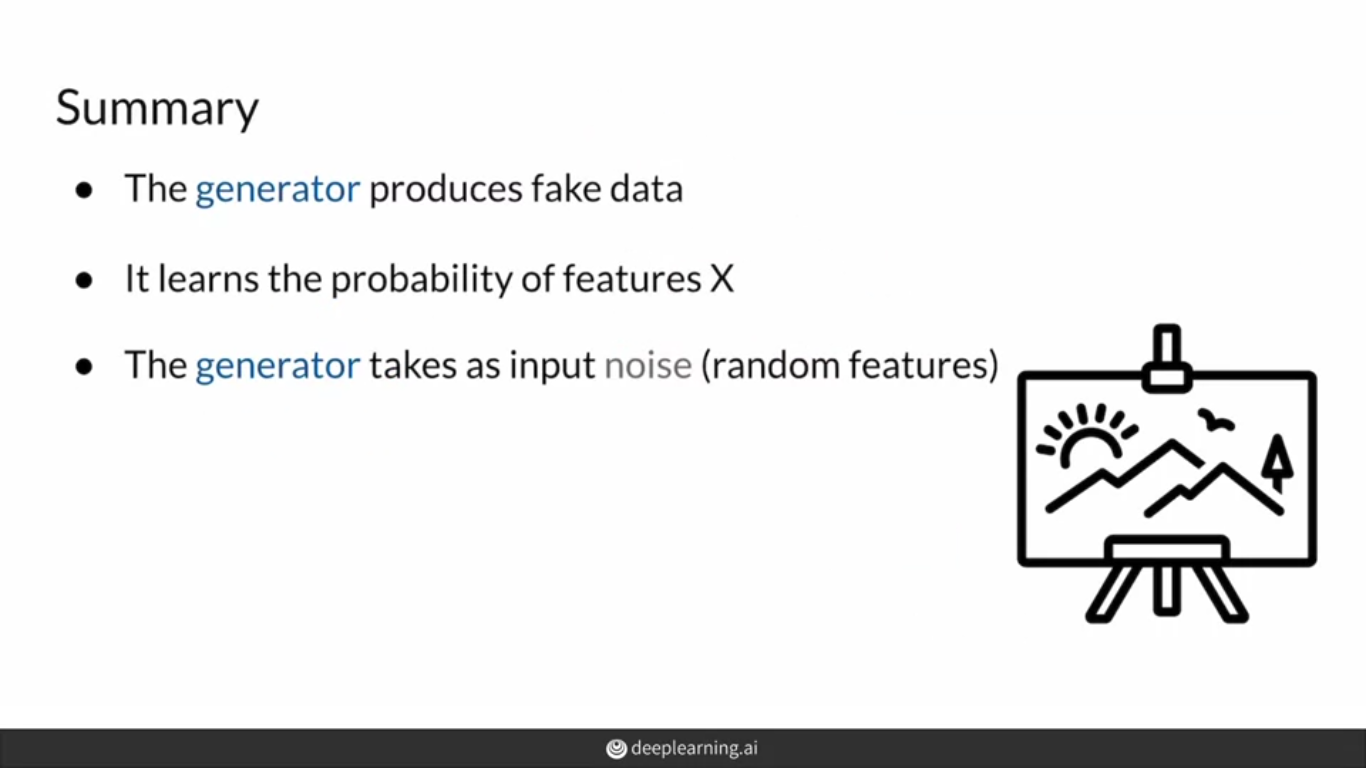 Summary
● The generator produces fake data
● It learns the probability of features X
● The generator takes as input noise (random features)
deeplearning.ai